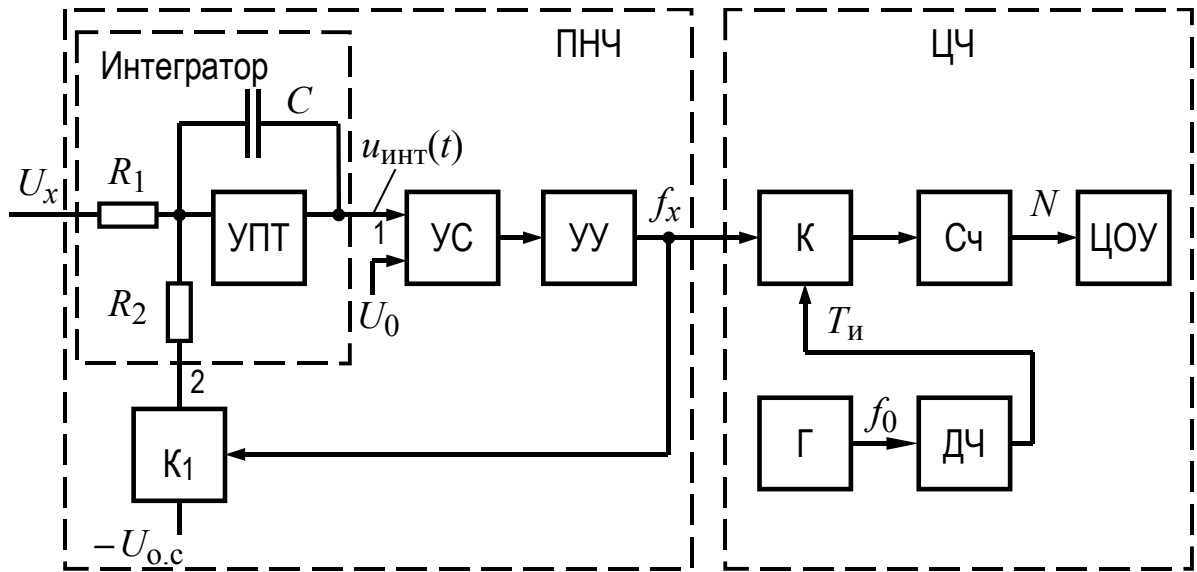 ПНЧ
ЦЧ
Интегратор
C
u_инт(t)
U_x
R_1
УПТ
1
УС
УУ
f_x
К
Сч
N
ЦОУ
R_2
U_0
T_и
2
К1
Г
f_0
ДЧ
−U_о.с